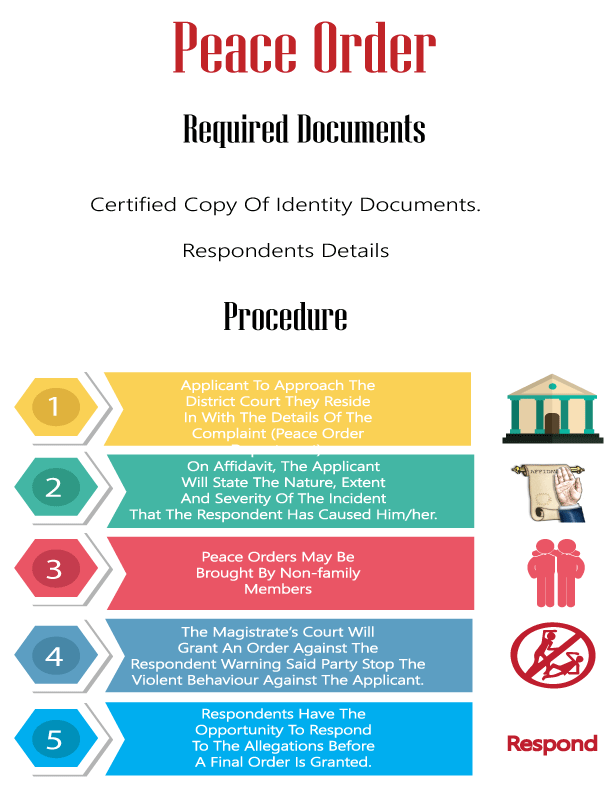 Peace Order
Required Documents
Certified Copy Of Identity Documents.
Respondents Details
Procedure
1
Applicant To Approach The
District Court They Reside
In With The Details Of The
Complaint (Peace Order
2
On Affidavit, The Applicant
Will State The Nature, Extent
And Severity Of The Incident
That The Respondent Has Caused Him/her.
AFFIDAVIT
3
Peace Orders May Be
Brought By Non-family
Members
4
The Magistrate's Court Will
Grant An Order Against The
Respondent Warning Said Party Stop The
Violent Behaviour Against The Applicant.
5
Respondents Have The
Opportunity To Respond
To The Allegations Before
A Final Order Is Granted.
Respond